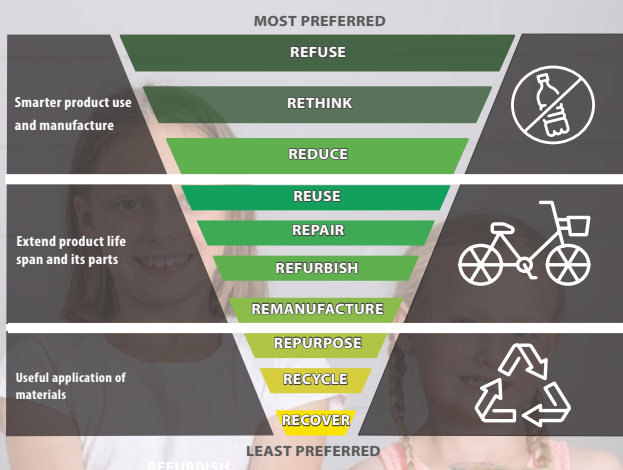 MOST PREFERRED
REFUSE
RETHINK
REDUCE
Smarter product use
and manufacture
REUSE
REPAIR
REFURBISH
REMANUFACTURE
Extend product life
span and its parts
REPURPOSE
RECYCLE
RECOVER
Useful application of
materials
LEAST PREFERRED
REFURBISH